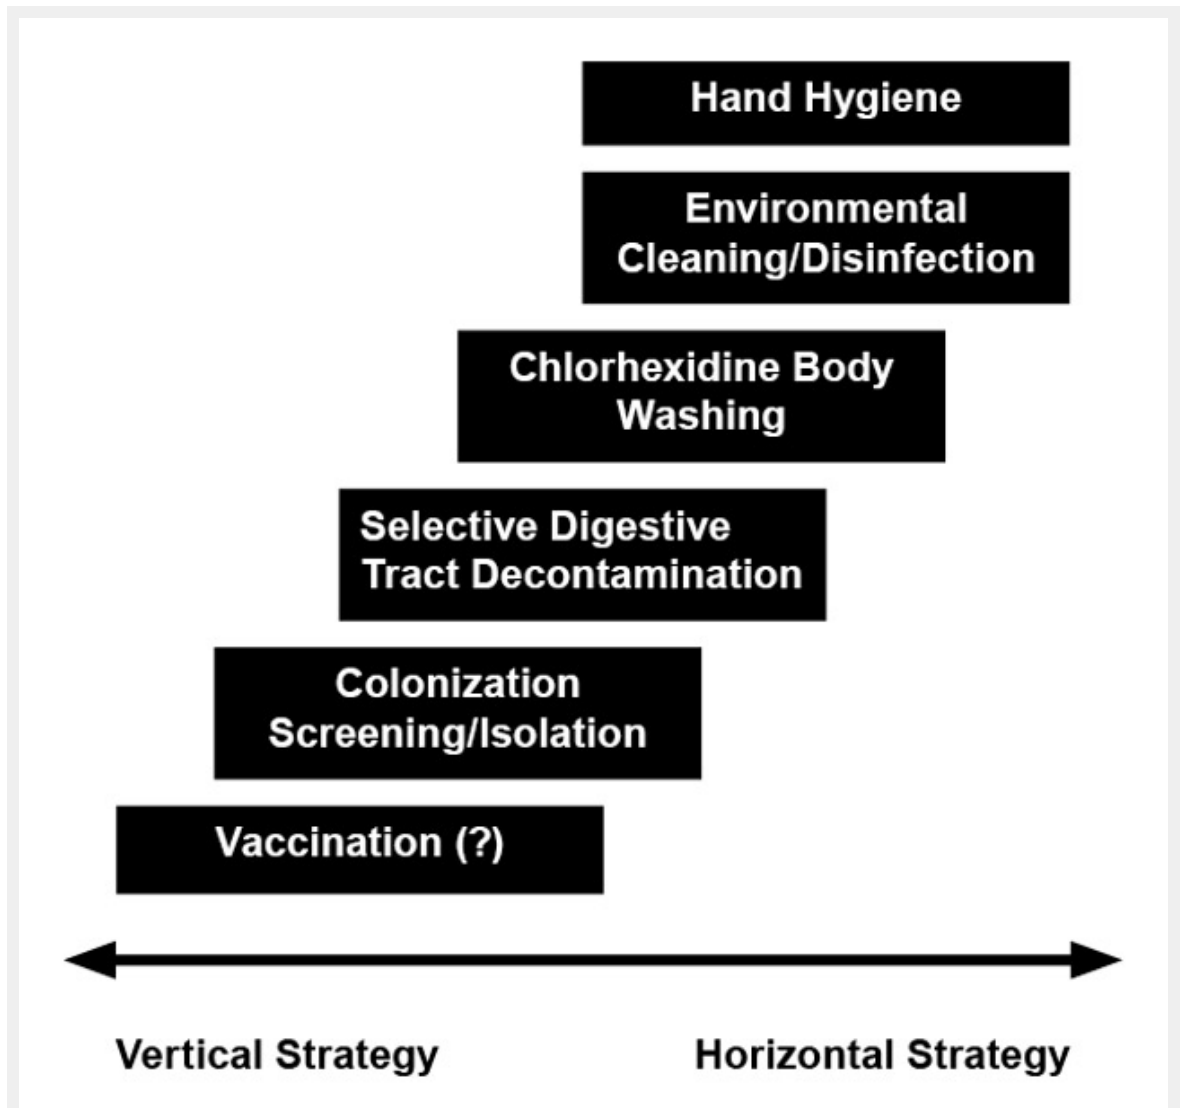 Hand Hygiene
Environmental
Cleaning/Disinfection
Chlorhexidine Body
Washing
Selective Digestive
Tract Decontamination
Colonization
Screening/Isolation
Vaccination (?)
Vertical Strategy
Horizontal Strategy